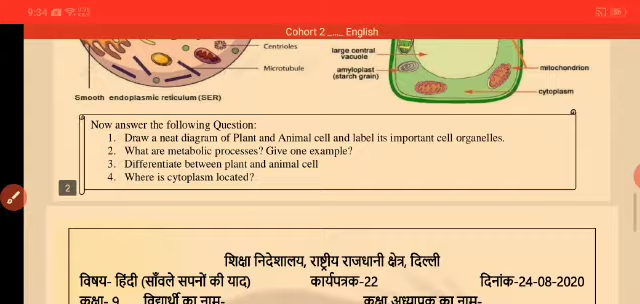 9:34
Cohort 2 ...... English
Centrioles
Microtubule
Smooth endoplasmic reticulum (SER)
large central
vacuole
amyloplast
(starch grain)
mitochondrion
cytoplasm
Now answer the following Question:
1. Draw a neat diagram of Plant and Animal cell and label its important cell organelles.
2. What are metabolic processes? Give one example?
3. Differentiate between plant and animal cell
4. Where is cytoplasm located?
2
शिक्षा निदेशालय, राष्ट्रीय राजधानी क्षेत्र, दिल्ली
विषय- हिंदी (साँवले सपनों की याद) कार्यपत्रक-22 दिनांक-24-08-2020
कक्षा- 9 विद्यार्थी का नाम- कक्षा अध्यापक का नाम-